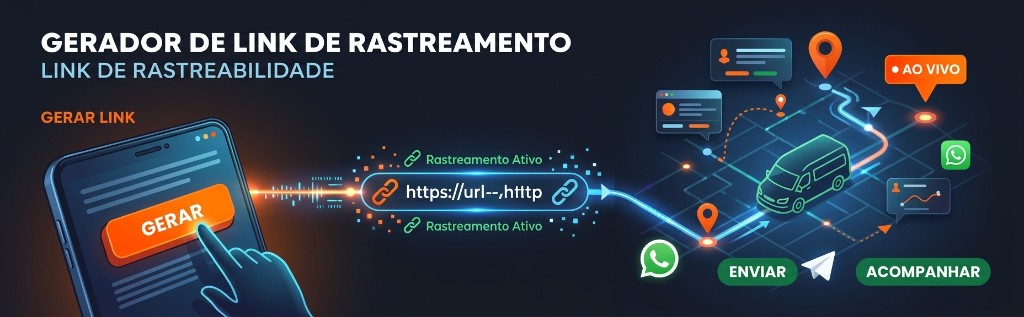 GERADOR DE LINK DE RASTREAMENTO
LINK DE RASTREABILIDADE
GERAR LINK
GERAR
Rastreamento Ativo
https://url--,hItlp
Rastreamento Ativo
AO VIVO
ENVIAR
ACOMPANHAR